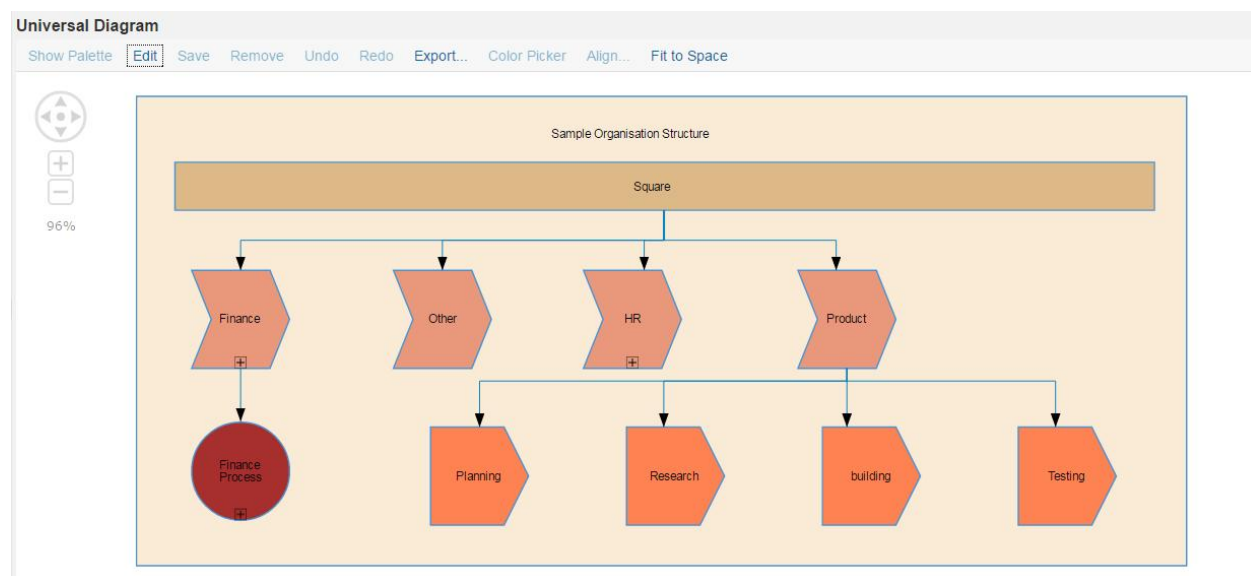 Universal Diagram
Show Palette Edit Save Remove Undo Redo Export... Color Picker Align... Fit to Space
96%
Sample Organisation Structure
Square
Finance Other HR Product
Finance
Process
Planning Research building Testing